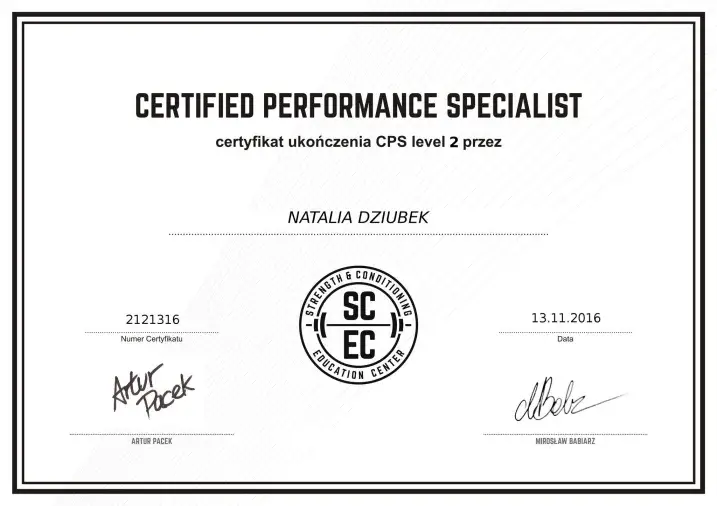 CERTIFIED PERFORMANCE SPECIALIST
certyfikat ukończenia CPS level 2 przez
NATALIA DZIUBEK
STRENGTH & CONDITIONING
SC
EC
EDUCATION CENTER
2121316
Numer Certyfikatu
13.11.2016
Data
Artur
Pacek
ARTUR PACEK
MIROSŁAW BABIARZ